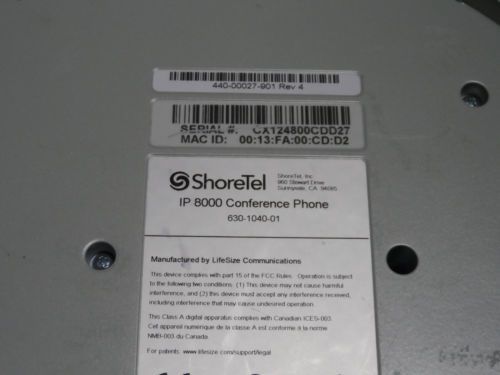 440-00027-901 Rev 4
SERIAL #: CX124800CDD27
MAC ID: 00:13:FA:00:CD:D2
ShoreTel
ShoreTel, Inc
960 Stewart Drive
Sunnyvale, CA 94085
IP 8000 Conference Phone
630-1040-01
Manufactured by LifeSize Communications
This device complies with part 15 of the FCC Rules. Operation is subject
to the following two conditions: (1) This device may not cause harmful
interference, and (2) this device must accept any interference received,
including interference that may cause undesired operation.
This Class A digital apparatus complies with Canadian ICES-003.
Cet appareil numérique de la classe A est conforme à la norme
NMB-003 du Canada
For patents: www.lifesize.com/support/legal